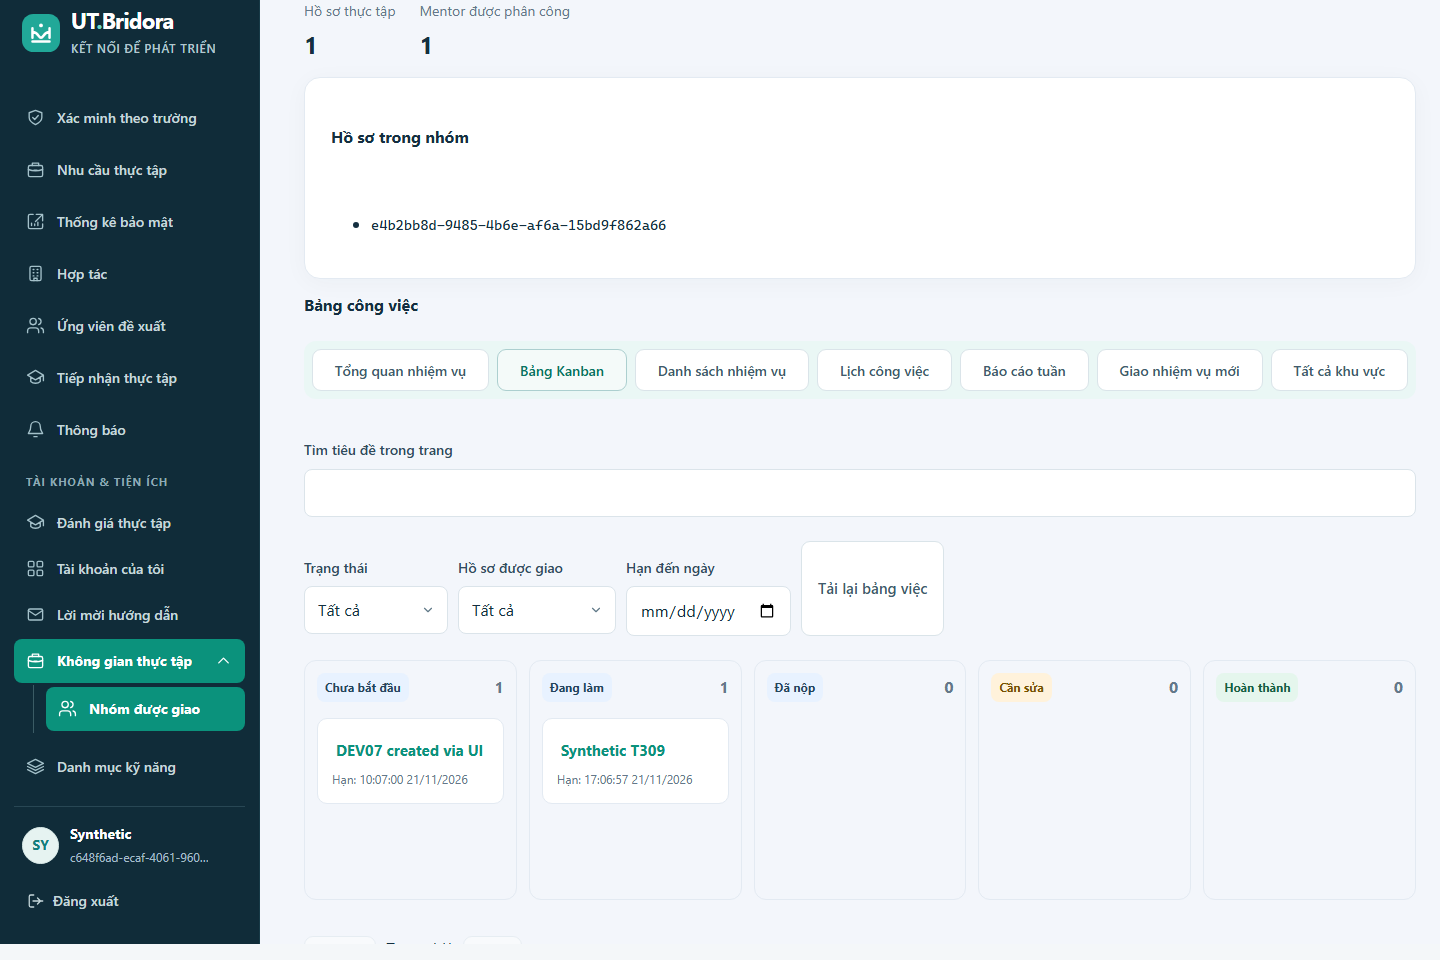 UT.Bridora
KẾT NỐI ĐỂ PHÁT TRIỂN
Xác minh theo trường
Nhu cầu thực tập
Thống kê bảo mật
Hợp tác
Ứng viên đề xuất
Tiếp nhận thực tập
Thông báo
TÀI KHOẢN & TIỆN ÍCH
Đánh giá thực tập
Tài khoản của tôi
Lời mời hướng dẫn
Không gian thực tập
Nhóm được giao
Danh mục kỹ năng
SY
Synthetic
c648f6ad-ecaf-4061-960...
Đăng xuất
Hồ sơ thực tập
1
Mentor được phân công
1
Hồ sơ trong nhóm
e4b2bb8d-9485-4b6e-af6a-15bd9f862a66
Bảng công việc
Tổng quan nhiệm vụ
Bảng Kanban
Danh sách nhiệm vụ
Lịch công việc
Báo cáo tuần
Giao nhiệm vụ mới
Tất cả khu vực
Tìm tiêu đề trong trang
Trạng thái
Tất cả
Hồ sơ được giao
Tất cả
Hạn đến ngày
mm/dd/yyyy
Tải lại bảng việc
Chưa bắt đầu 1
DEV07 created via UI
Hạn: 10:07:00 21/11/2026
Đang làm 1
Synthetic T309
Hạn: 17:06:57 21/11/2026
Đã nộp 0
Cần sửa 0
Hoàn thành 0